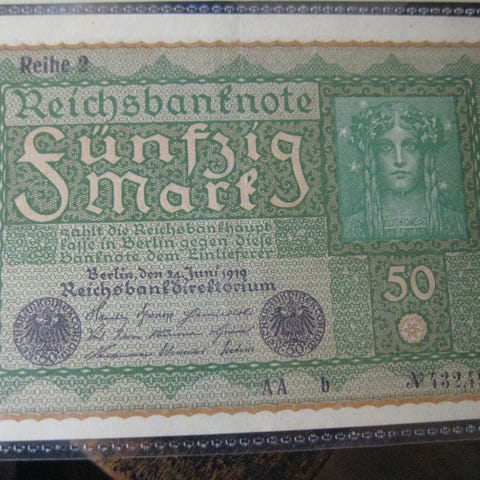 Reihe 2
Reichsbanknote
Fünfzig
Mark
zahlt die Reichsbankhaupt
kasse in Berlin gegen diese
Banknote dem Einlieferer
Berlin, den 24. Juni 1919
Reichsbankdirektorium
50
AA b